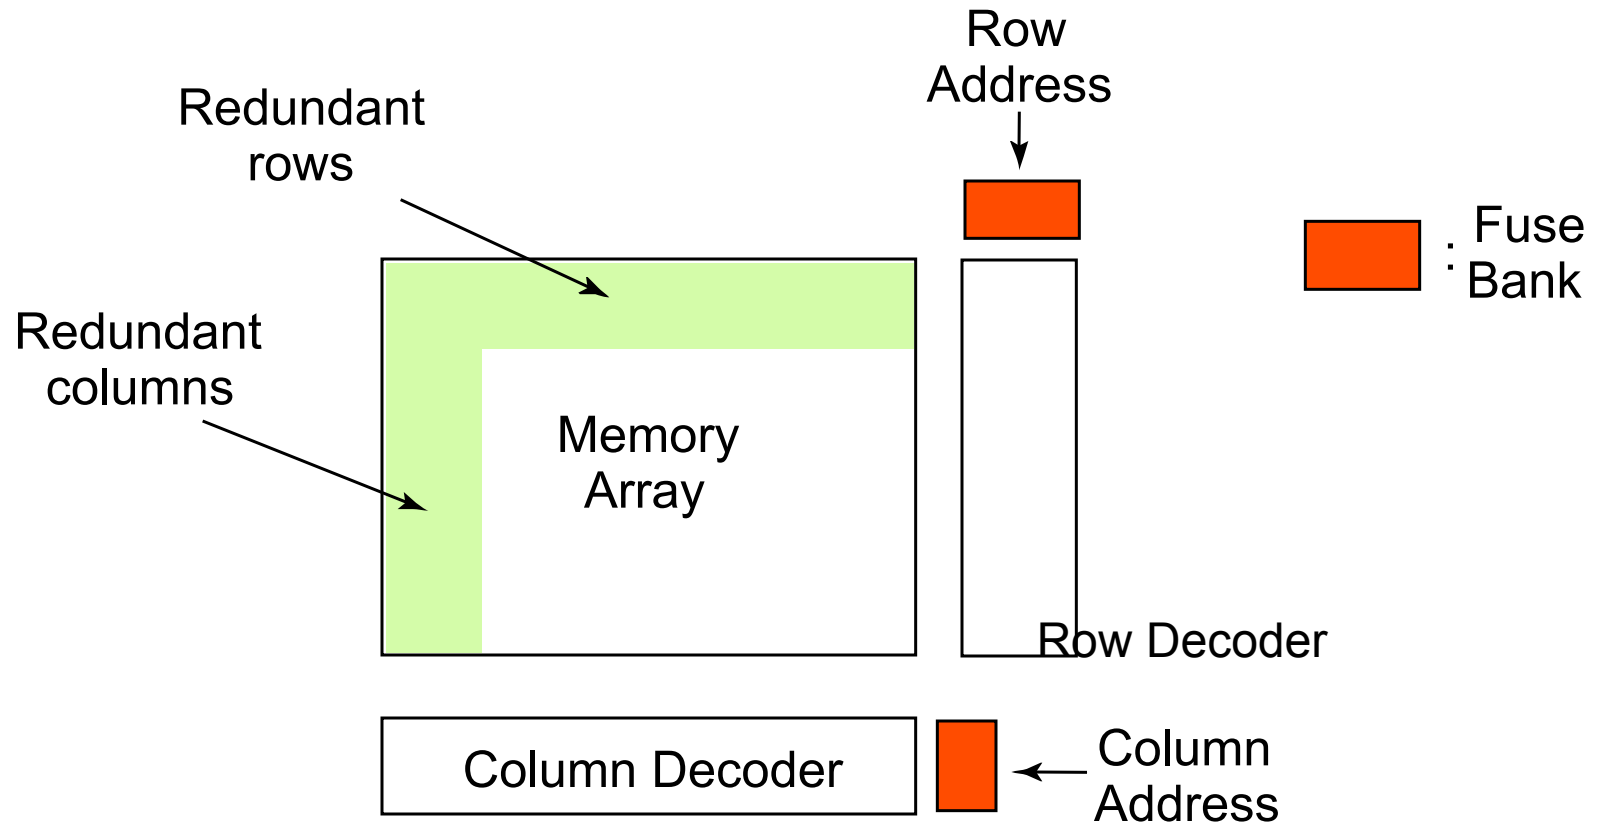 Row
Address
Redundant
rows
: Fuse
Bank
Redundant
columns
Memory
Array
Row Decoder
Column Decoder
Column
Address